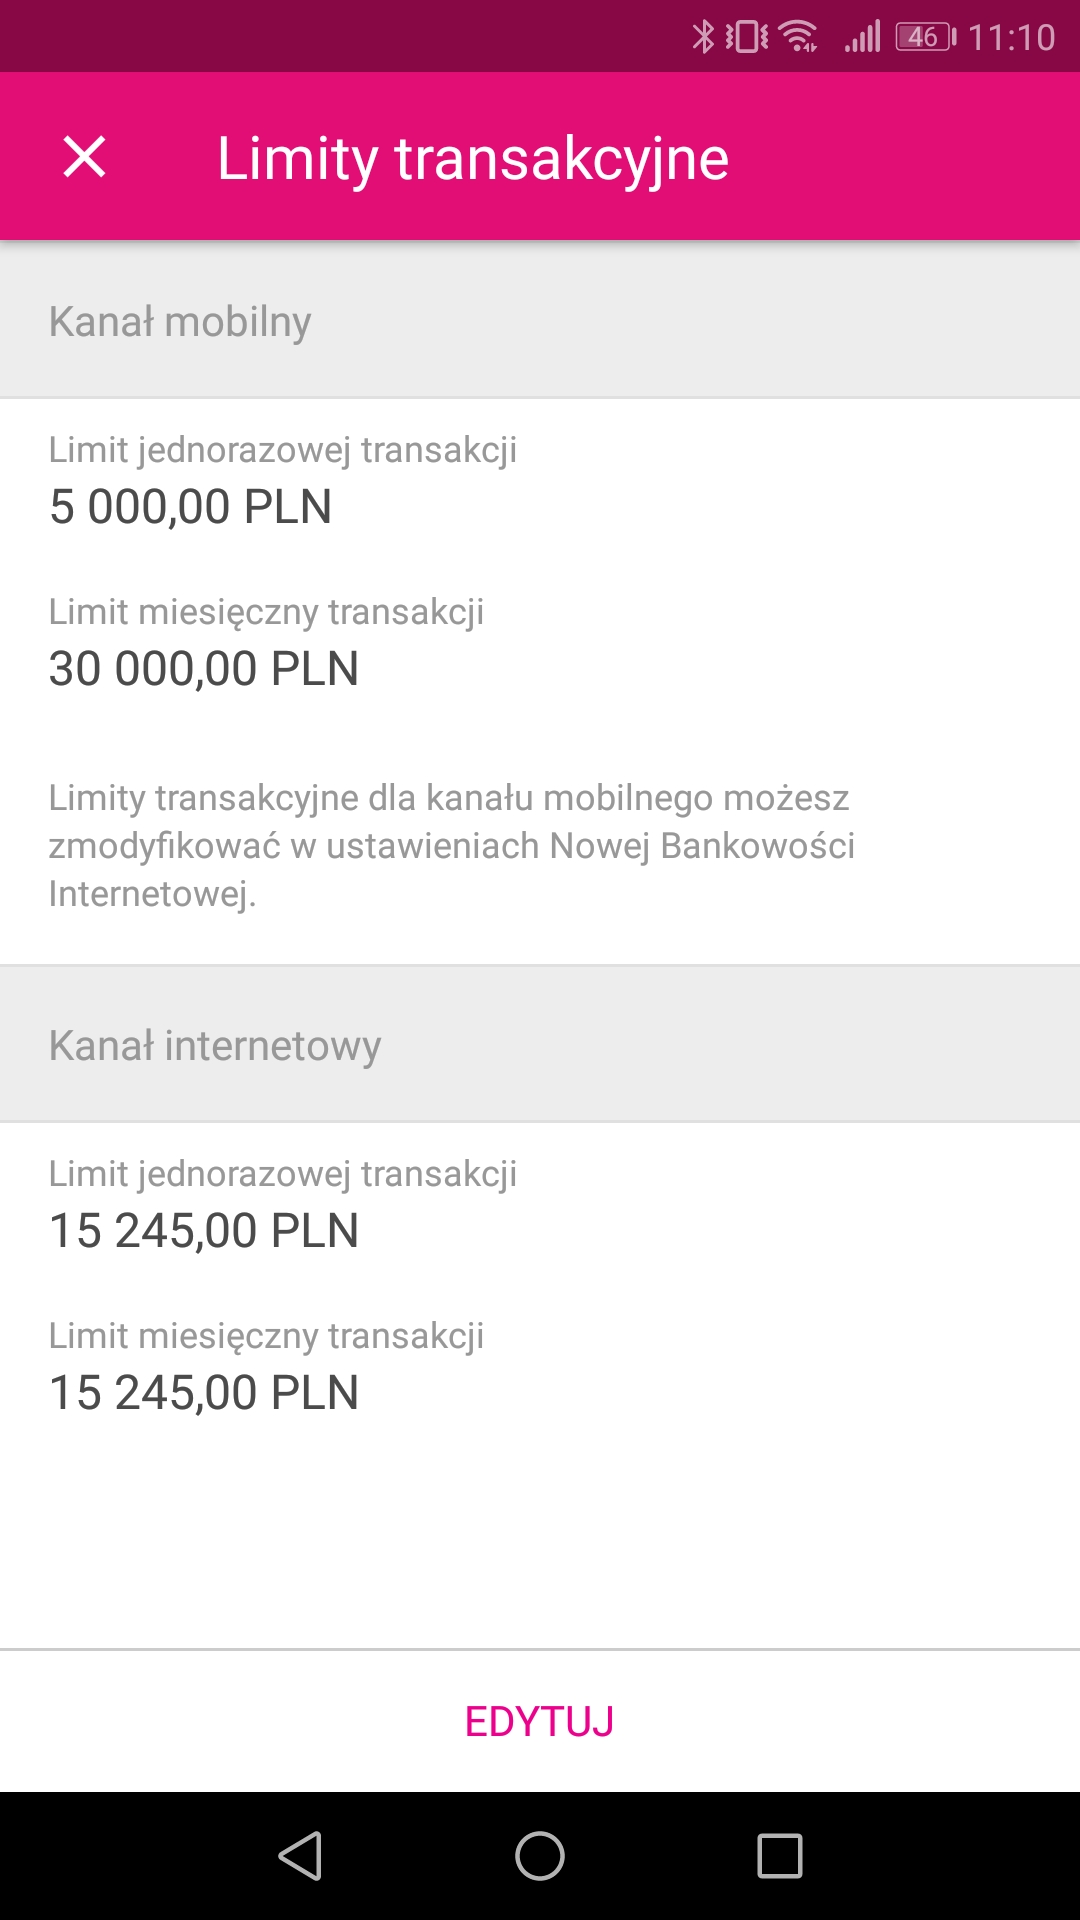 46 11:10
Limity transakcyjne
Kanał mobilny
Limit jednorazowej transakcji
5 000,00 PLN
Limit miesięczny transakcji
30 000,00 PLN
Limity transakcyjne dla kanału mobilnego możesz
zmodyfikować w ustawieniach Nowej Bankowości
Internetowej.
Kanał internetowy
Limit jednorazowej transakcji
15 245,00 PLN
Limit miesięczny transakcji
15 245,00 PLN
EDYTUJ